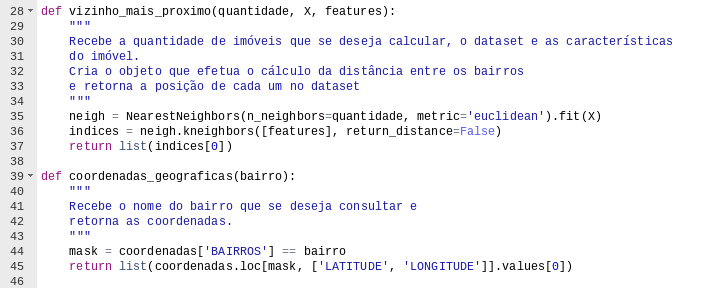 28 def vizinho_mais_proximo(quantidade, X, features):
29     """
30     Recebe a quantidade de imóveis que se deseja calcular, o dataset e as características
31     do imóvel.
32     Cria o objeto que efetua o cálculo da distância entre os bairros
33     e retorna a posição de cada um no dataset
34     """
35     neigh = NearestNeighbors(n_neighbors=quantidade, metric='euclidean').fit(X)
36     indices = neigh.kneighbors([features], return_distance=False)
37     return list(indices[0])
38
39 def coordenadas_geograficas(bairro):
40     """
41     Recebe o nome do bairro que se deseja consultar e
42     retorna as coordenadas.
43     """
44     mask = coordenadas['BAIRROS'] == bairro
45     return list(coordenadas.loc[mask, ['LATITUDE', 'LONGITUDE']].values[0])
46